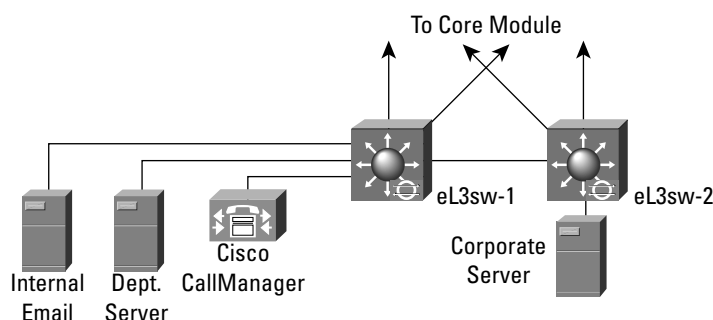 To Core Module
eL3sw-1
eL3sw-2
Internal
Email
Dept.
Server
Cisco
CallManager
Corporate
Server